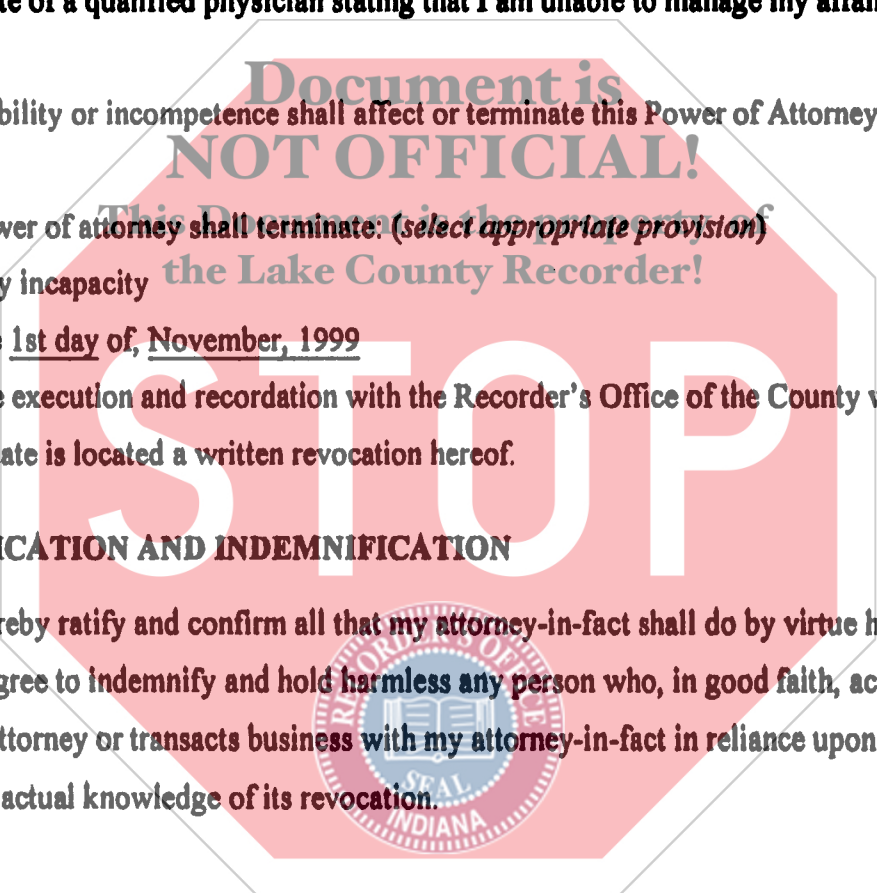 te of a qualified physician stating that I am unable to manage my affair
Document is
bility or incompetence shall affect or terminate this Power of Attorney
NOT OFFICIAL!
This Document is the property of
wer of attorney shall terminate: (select appropriate provision)
the Lake County Recorder!
y incapacity
e 1st day of, November, 1999
e execution and recordation with the Recorder's Office of the County w
ate is located a written revocation hereof.
STOP
ICATION AND INDEMNIFICATION
reby ratify and confirm all that my attorney-in-fact shall do by virtue h
gree to indemnify and hold harmless any person who, in good faith, ac
ttorney or transacts business with my attorney-in-fact in reliance upon
actual knowledge of its revocation.
RECORDER'S OFFICE
SEAL
INDIANA